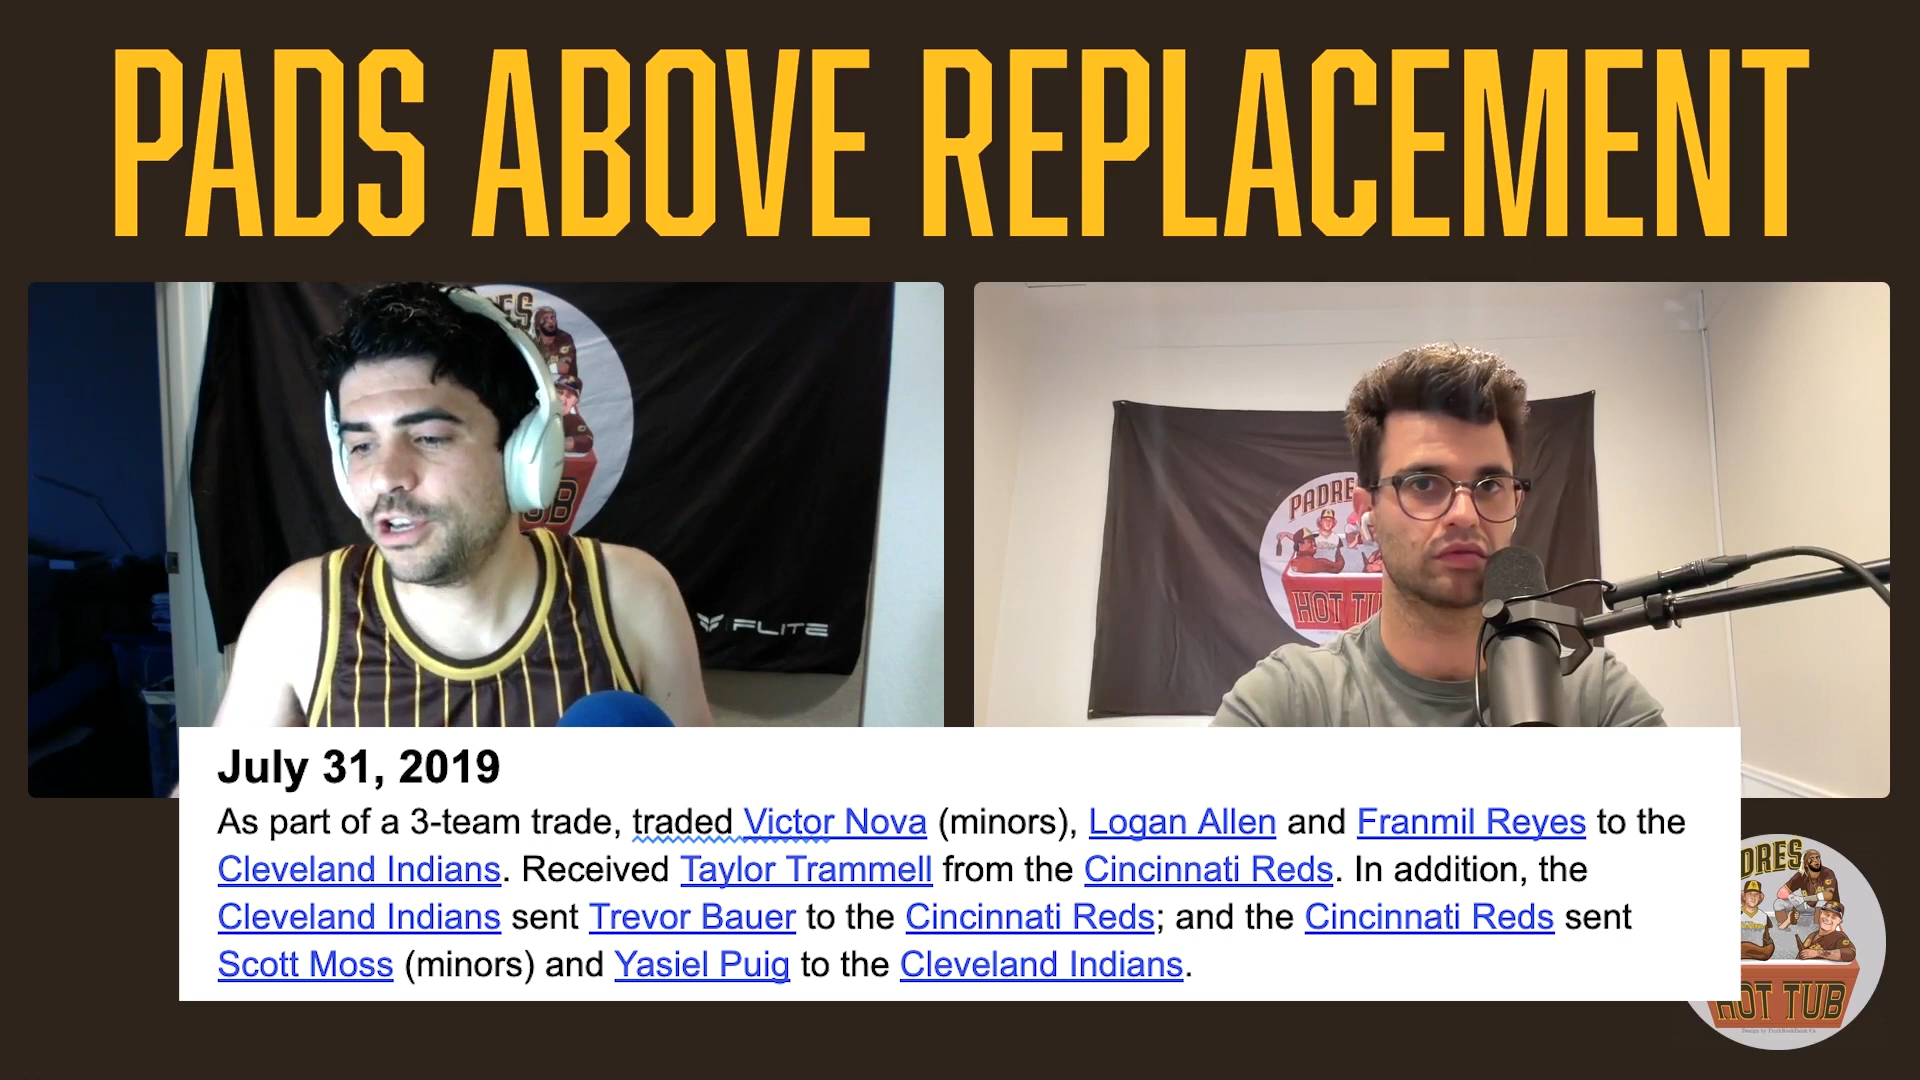 PADS ABOVE REPLACEMENT
ES
UB
FLITE
PADRE
HOT TU
July 31, 2019
As part of a 3-team trade, traded Victor Nova (minors), Logan Allen and Franmil Reyes to the
Cleveland Indians. Received Taylor Trammell from the Cincinnati Reds. In addition, the
Cleveland Indians sent Trevor Bauer to the Cincinnati Reds; and the Cincinnati Reds sent
Scott Moss (minors) and Yasiel Puig to the Cleveland Indians.
DRES
HOT TUB